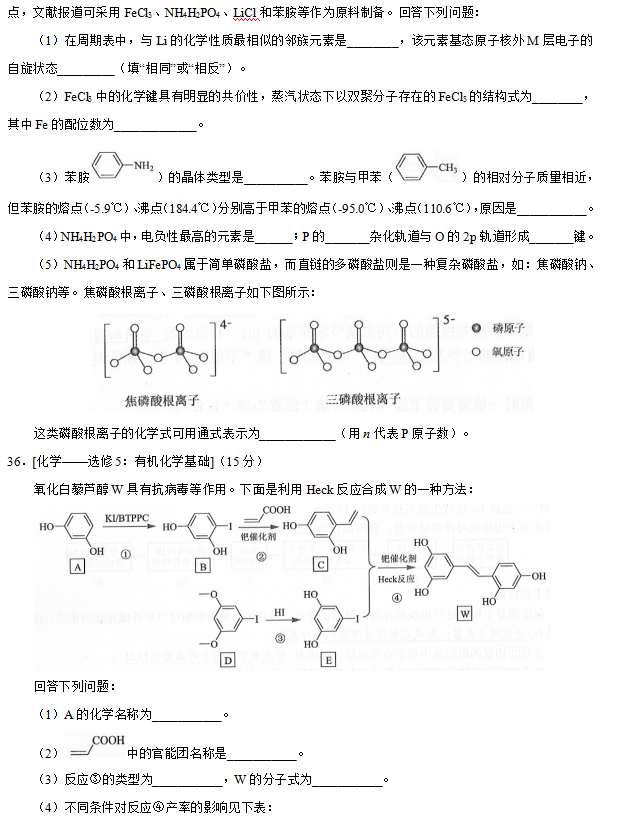 点，文献报道可采用 FeCl3、NH4H2PO4、LiCl 和苯胺等作为原料制备。回答下列问题：
（1）在周期表中，与 Li 的化学性质最相似的邻族元素是________，该元素基态原子核外 M 层电子的
自旋状态_________（填“相同”或“相反”）。
（2）FeCl3 中的化学键具有明显的共价性，蒸汽状态下以双聚分子存在的 FeCl3 的结构式为________，
其中 Fe 的配位数为_____________。
（3）苯胺 NH2 ）的晶体类型是__________。苯胺与甲苯（ CH3 ）的相对分子质量相近，
但苯胺的熔点（-5.9℃）、沸点（184.4℃）分别高于甲苯的熔点（-95.0℃）、沸点（110.6℃），原因是___________。
（4）NH4H2PO4 中，电负性最高的元素是______；P 的_______杂化轨道与 O 的 2p 轨道形成_______键。
（5）NH4H2PO4 和 LiFePO4 属于简单磷酸盐，而直链的多磷酸盐则是一种复杂磷酸盐，如：焦磷酸钠、
三磷酸钠等。焦磷酸根离子、三磷酸根离子如下图所示：
4- 5- 磷原子
氧原子
焦磷酸根离子 三磷酸根离子
这类磷酸根离子的化学式可用通式表示为____________（用 n 代表 P 原子数）。
36．[化学——选修 5：有机化学基础]（15 分）
氧化白藜芦醇 W 具有抗病毒等作用。下面是利用 Heck 反应合成 W 的一种方法：
HO OH A KI/BTPPC ① HO I OH B COOH 钯催化剂 ② HO OH C
钯催化剂 Heck反应 ④ HO HO OH HO W
O O I D HI ③ OH HO I E
回答下列问题：
（1）A 的化学名称为___________。
（2） COOH 中的官能团名称是___________。
（3）反应③的类型为___________，W 的分子式为___________。
（4）不同条件对反应④产率的影响见下表：